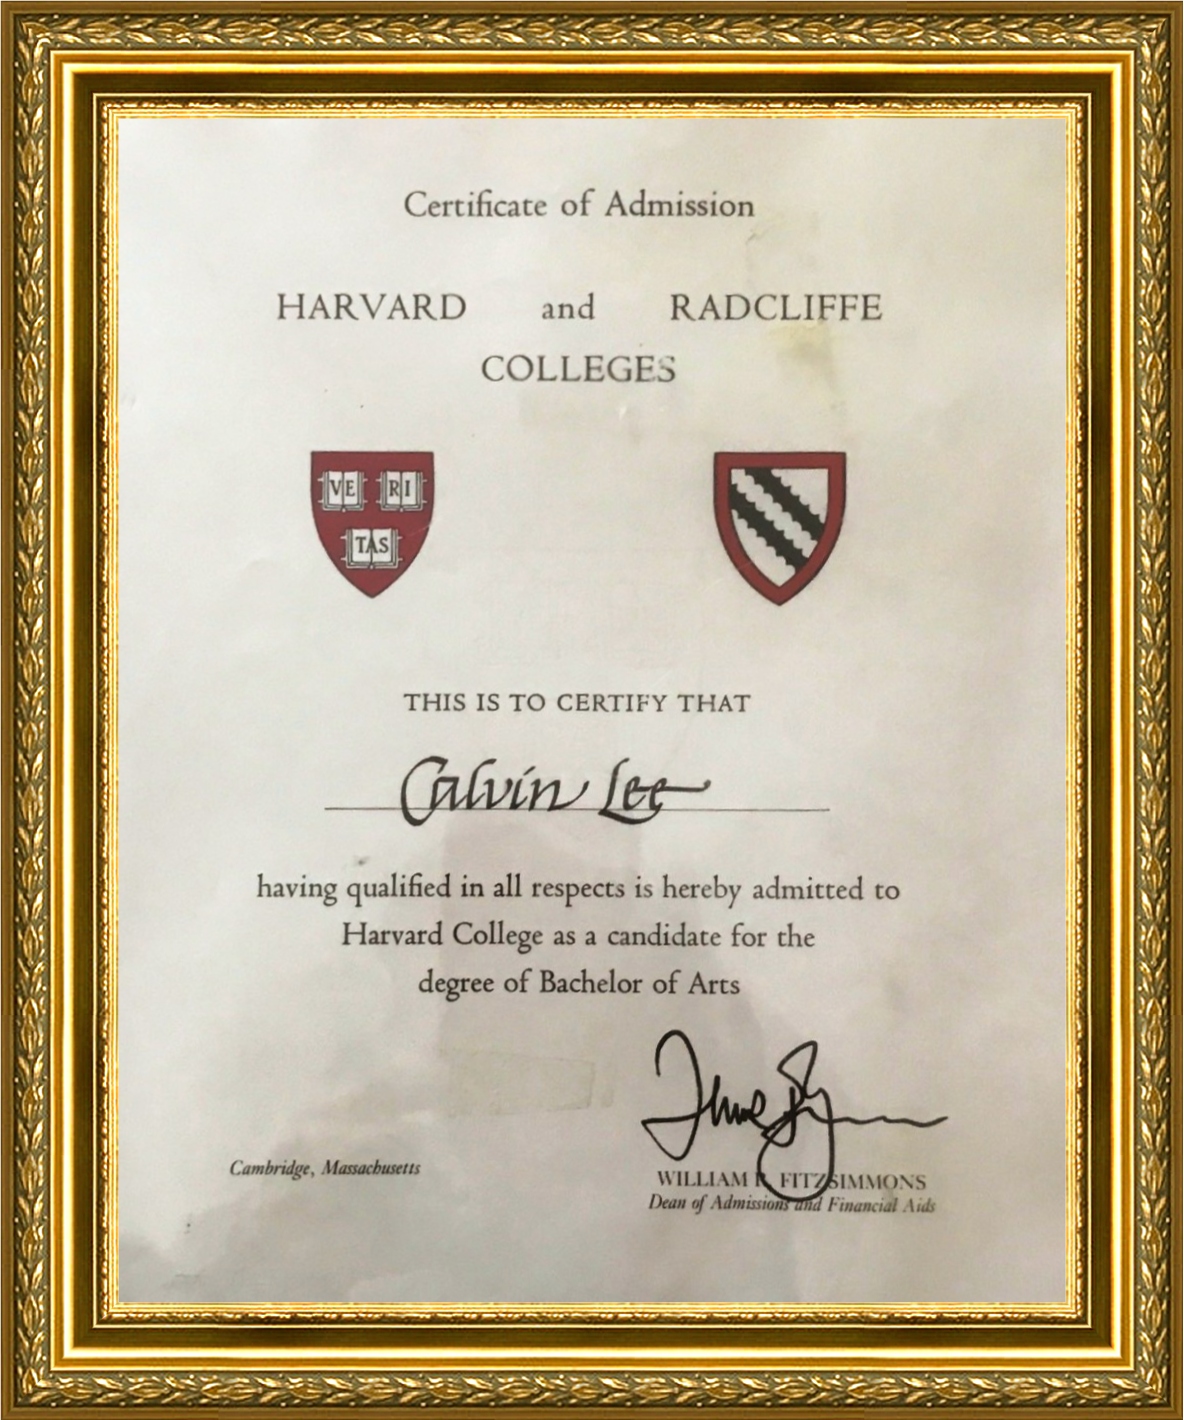 Certificate of Admission
HARVARD and RADCLIFFE
COLLEGES
VE RI
TAS
THIS IS TO CERTIFY THAT
Calvin Lee
having qualified in all respects is hereby admitted to
Harvard College as a candidate for the
degree of Bachelor of Arts
Cambridge, Massachusetts
WILLIAM R. FITZSIMMONS
Dean of Admissions and Financial Aids